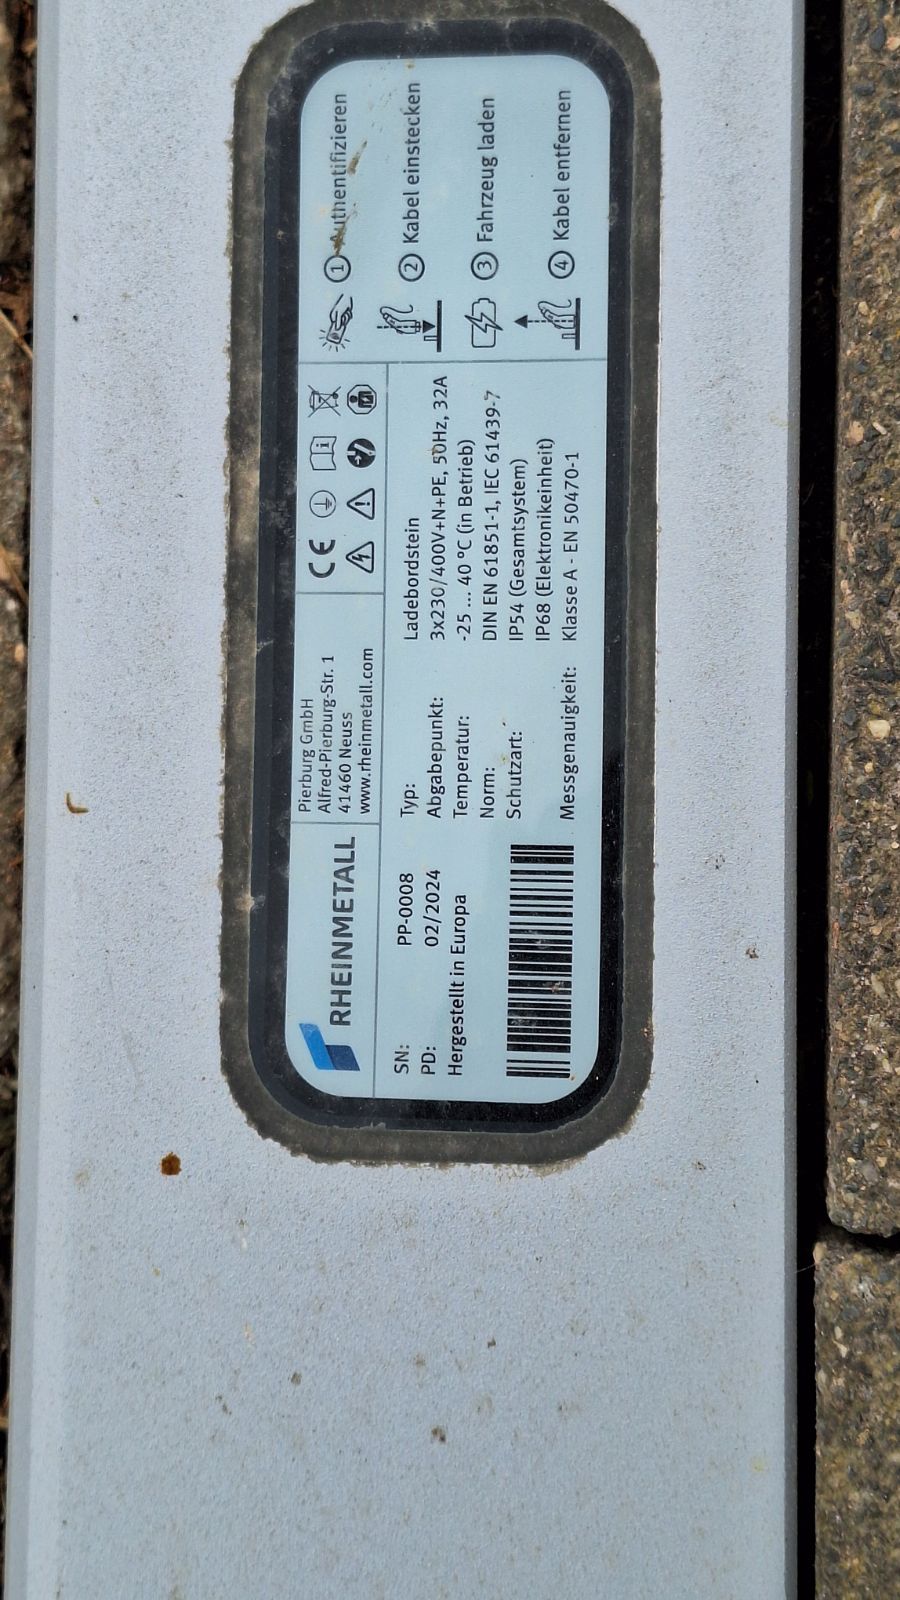 RHEINMETALL
Pierburg GmbH
Alfred-Pierburg-Str. 1
41460 Neuss
www.rheinmetall.com
CE
SN: PP-0008
PD: 02/2024
Hergestellt in Europa
Typ: Ladebordstein
Abgabepunkt: 3x230/400V+N+PE, 50Hz, 32A
Temperatur: -25 ... 40 °C (in Betrieb)
Norm: DIN EN 61851-1, IEC 61439-7
Schutzart: IP54 (Gesamtsystem)
IP68 (Elektronikeinheit)
Messgenauigkeit: Klasse A - EN 50470-1
1 Authentifizieren
2 Kabel einstecken
3 Fahrzeug laden
4 Kabel entfernen